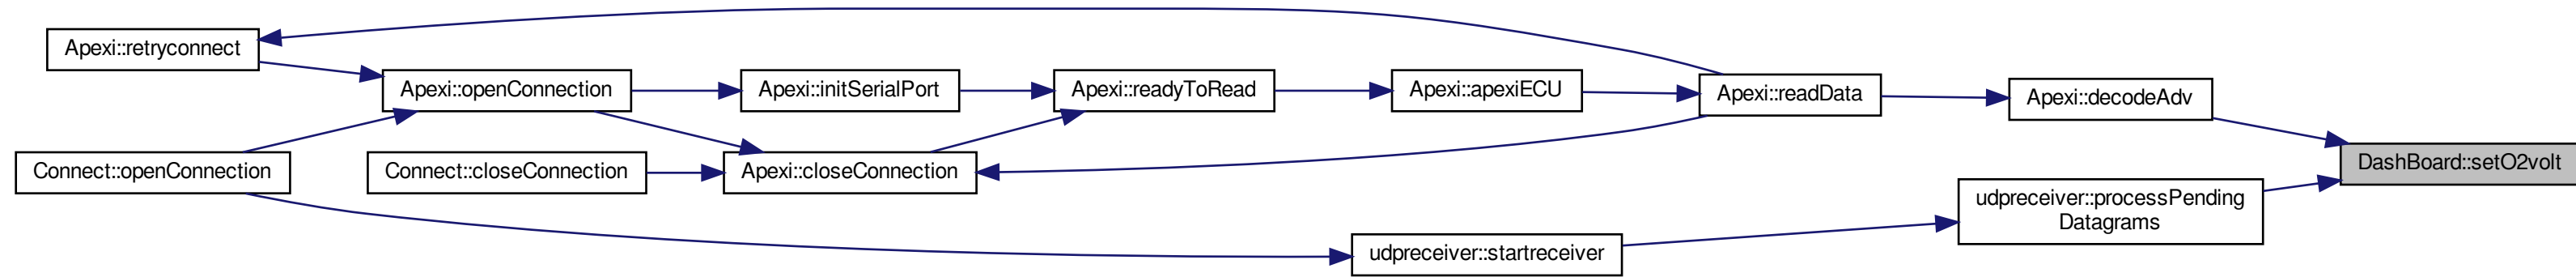 Apexi::retryconnect
Apexi::openConnection
Apexi::initSerialPort
Apexi::readyToRead
Apexi::apexiECU
Apexi::readData
Apexi::decodeAdv
Connect::openConnection
Connect::closeConnection
Apexi::closeConnection
DashBoard::setO2volt
udpreceiver::processPending
Datagrams
udpreceiver::startreceiver